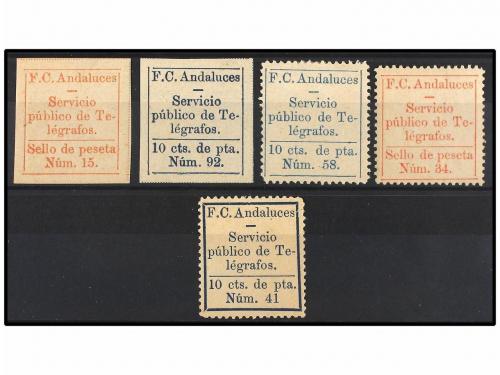 F.C. Andaluces
Servicio
público de Te-
légrafos.
Sello de peseta
Núm. 15.
F.C. Andaluces
Servicio
público de Te-
légrafos.
10 cts. de pta.
Núm. 92.
F.C. Andaluces
Servicio
público de Te-
légrafos.
10 cts. de pta.
Núm. 58.
F.C. Andaluces
Servicio
público de Te-
légrafos.
Sello de peseta
Núm. 34.
F.C. Andaluces
Servicio
público de Te-
légrafos.
10 cts. de pta.
Núm. 41